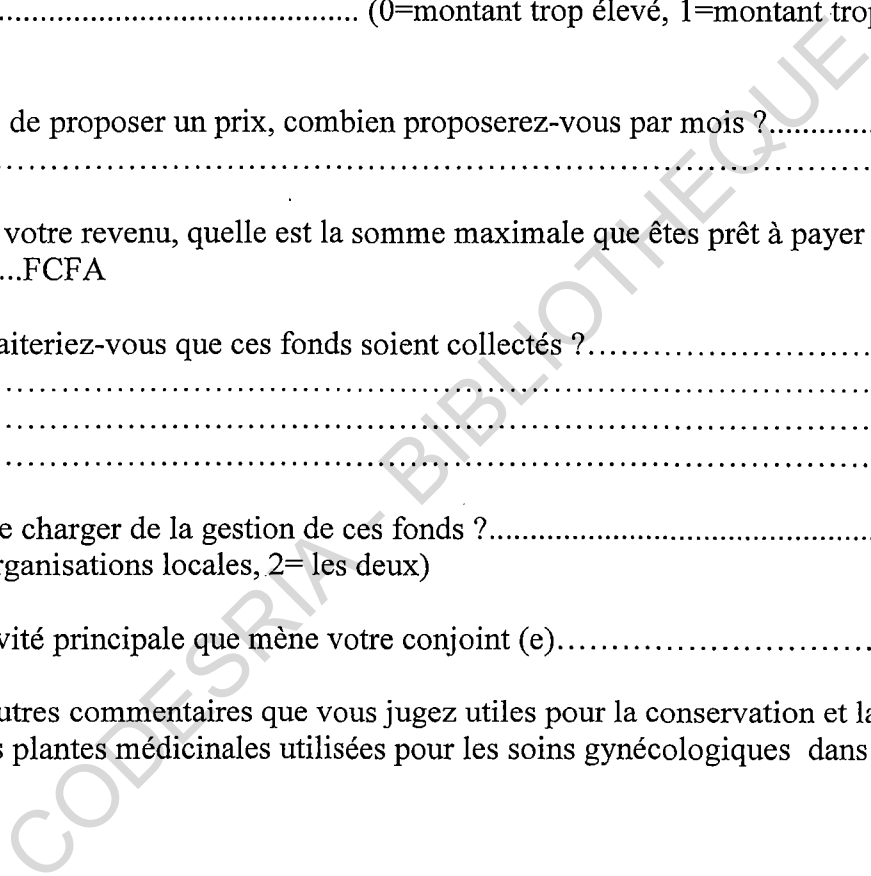 .......................................... (0=montant trop élevé, 1=montant trop
de proposer un prix, combien proposerez-vous par mois ?.............
................................................................................................
votre revenu, quelle est la somme maximale que êtes prêt à payer
...FCFA
aiteriez-vous que ces fonds soient collectés ?..............................
................................................................................................
................................................................................................
................................................................................................
e charger de la gestion de ces fonds ?..................................................
rganisations locales, 2= les deux)
vité principale que mène votre conjoint (e)..................................
utres commentaires que vous jugez utiles pour la conservation et la
s plantes médicinales utilisées pour les soins gynécologiques dans
CODESRIA - BIBLIOTHEQUE